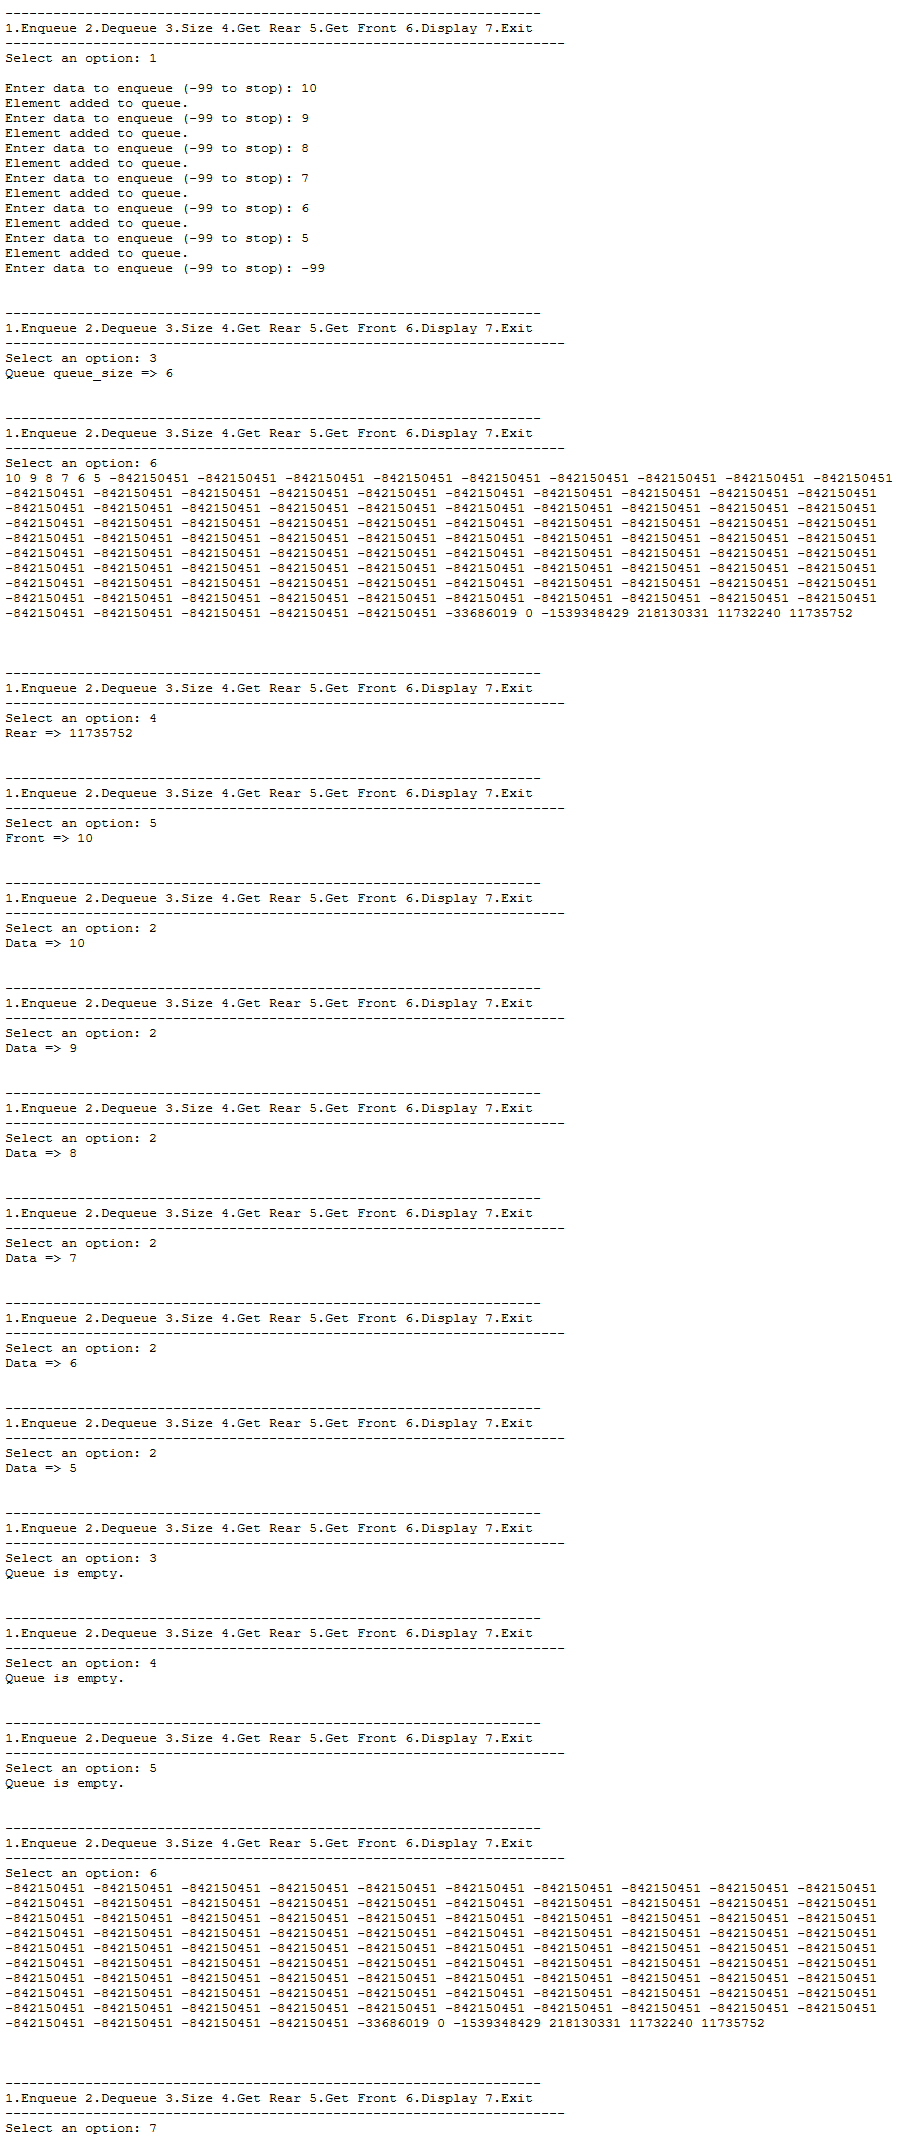 -------------------------------------------------------------------
1.Enqueue 2.Dequeue 3.Size 4.Get Rear 5.Get Front 6.Display 7.Exit
----------------------------------------------------------------------
Select an option: 1
Enter data to enqueue (-99 to stop): 10
Element added to queue.
Enter data to enqueue (-99 to stop): 9
Element added to queue.
Enter data to enqueue (-99 to stop): 8
Element added to queue.
Enter data to enqueue (-99 to stop): 7
Element added to queue.
Enter data to enqueue (-99 to stop): 6
Element added to queue.
Enter data to enqueue (-99 to stop): 5
Element added to queue.
Enter data to enqueue (-99 to stop): -99
-------------------------------------------------------------------
1.Enqueue 2.Dequeue 3.Size 4.Get Rear 5.Get Front 6.Display 7.Exit
----------------------------------------------------------------------
Select an option: 3
Queue queue_size => 6
-------------------------------------------------------------------
1.Enqueue 2.Dequeue 3.Size 4.Get Rear 5.Get Front 6.Display 7.Exit
----------------------------------------------------------------------
Select an option: 6
10 9 8 7 6 5 -842150451 -842150451 -842150451 -842150451 -842150451 -842150451 -842150451 -842150451 -842150451
-842150451 -842150451 -842150451 -842150451 -842150451 -842150451 -842150451 -842150451 -842150451 -842150451
-842150451 -842150451 -842150451 -842150451 -842150451 -842150451 -842150451 -842150451 -842150451 -842150451
-842150451 -842150451 -842150451 -842150451 -842150451 -842150451 -842150451 -842150451 -842150451 -842150451
-842150451 -842150451 -842150451 -842150451 -842150451 -842150451 -842150451 -842150451 -842150451 -842150451
-842150451 -842150451 -842150451 -842150451 -842150451 -842150451 -842150451 -842150451 -842150451 -842150451
-842150451 -842150451 -842150451 -842150451 -842150451 -842150451 -842150451 -842150451 -842150451 -842150451
-842150451 -842150451 -842150451 -842150451 -842150451 -842150451 -842150451 -842150451 -842150451 -842150451
-842150451 -842150451 -842150451 -842150451 -842150451 -842150451 -842150451 -842150451 -842150451 -842150451
-842150451 -842150451 -842150451 -842150451 -842150451 -33686019 0 -1539348429 218130331 11732240 11735752
-------------------------------------------------------------------
1.Enqueue 2.Dequeue 3.Size 4.Get Rear 5.Get Front 6.Display 7.Exit
----------------------------------------------------------------------
Select an option: 4
Rear => 11735752
-------------------------------------------------------------------
1.Enqueue 2.Dequeue 3.Size 4.Get Rear 5.Get Front 6.Display 7.Exit
----------------------------------------------------------------------
Select an option: 5
Front => 10
-------------------------------------------------------------------
1.Enqueue 2.Dequeue 3.Size 4.Get Rear 5.Get Front 6.Display 7.Exit
----------------------------------------------------------------------
Select an option: 2
Data => 10
-------------------------------------------------------------------
1.Enqueue 2.Dequeue 3.Size 4.Get Rear 5.Get Front 6.Display 7.Exit
----------------------------------------------------------------------
Select an option: 2
Data => 9
-------------------------------------------------------------------
1.Enqueue 2.Dequeue 3.Size 4.Get Rear 5.Get Front 6.Display 7.Exit
----------------------------------------------------------------------
Select an option: 2
Data => 8
-------------------------------------------------------------------
1.Enqueue 2.Dequeue 3.Size 4.Get Rear 5.Get Front 6.Display 7.Exit
----------------------------------------------------------------------
Select an option: 2
Data => 7
-------------------------------------------------------------------
1.Enqueue 2.Dequeue 3.Size 4.Get Rear 5.Get Front 6.Display 7.Exit
----------------------------------------------------------------------
Select an option: 2
Data => 6
-------------------------------------------------------------------
1.Enqueue 2.Dequeue 3.Size 4.Get Rear 5.Get Front 6.Display 7.Exit
----------------------------------------------------------------------
Select an option: 2
Data => 5
-------------------------------------------------------------------
1.Enqueue 2.Dequeue 3.Size 4.Get Rear 5.Get Front 6.Display 7.Exit
----------------------------------------------------------------------
Select an option: 3
Queue is empty.
-------------------------------------------------------------------
1.Enqueue 2.Dequeue 3.Size 4.Get Rear 5.Get Front 6.Display 7.Exit
----------------------------------------------------------------------
Select an option: 4
Queue is empty.
-------------------------------------------------------------------
1.Enqueue 2.Dequeue 3.Size 4.Get Rear 5.Get Front 6.Display 7.Exit
----------------------------------------------------------------------
Select an option: 5
Queue is empty.
-------------------------------------------------------------------
1.Enqueue 2.Dequeue 3.Size 4.Get Rear 5.Get Front 6.Display 7.Exit
----------------------------------------------------------------------
Select an option: 6
-842150451 -842150451 -842150451 -842150451 -842150451 -842150451 -842150451 -842150451 -842150451 -842150451
-842150451 -842150451 -842150451 -842150451 -842150451 -842150451 -842150451 -842150451 -842150451 -842150451
-842150451 -842150451 -842150451 -842150451 -842150451 -842150451 -842150451 -842150451 -842150451 -842150451
-842150451 -842150451 -842150451 -842150451 -842150451 -842150451 -842150451 -842150451 -842150451 -842150451
-842150451 -842150451 -842150451 -842150451 -842150451 -842150451 -842150451 -842150451 -842150451 -842150451
-842150451 -842150451 -842150451 -842150451 -842150451 -842150451 -842150451 -842150451 -842150451 -842150451
-842150451 -842150451 -842150451 -842150451 -842150451 -842150451 -842150451 -842150451 -842150451 -842150451
-842150451 -842150451 -842150451 -842150451 -842150451 -842150451 -842150451 -842150451 -842150451 -842150451
-842150451 -842150451 -842150451 -842150451 -842150451 -842150451 -842150451 -842150451 -842150451 -842150451
-842150451 -842150451 -842150451 -842150451 -33686019 0 -1539348429 218130331 11732240 11735752
-------------------------------------------------------------------
1.Enqueue 2.Dequeue 3.Size 4.Get Rear 5.Get Front 6.Display 7.Exit
----------------------------------------------------------------------
Select an option: 7